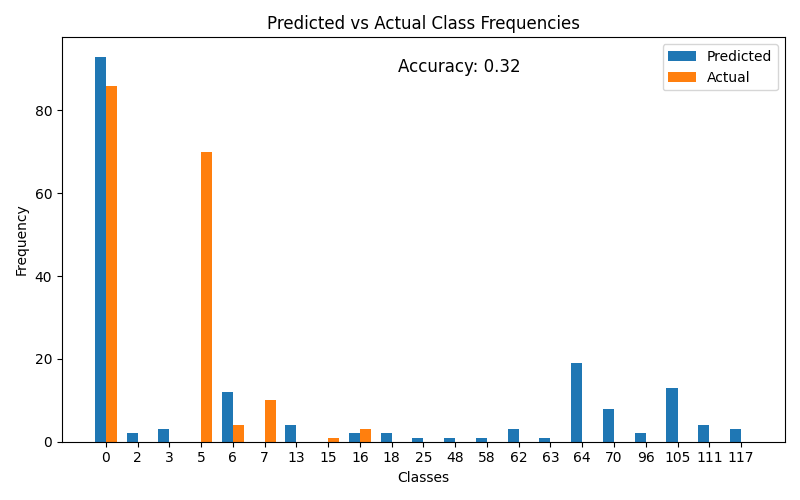 Predicted vs Actual Class Frequencies
Accuracy: 0.32
Predicted
Actual
Frequency
80
60
40
20
0
0 2 3 5 6 7 13 15 16 18 25 48 58 62 63 64 70 96 105 111 117
Classes